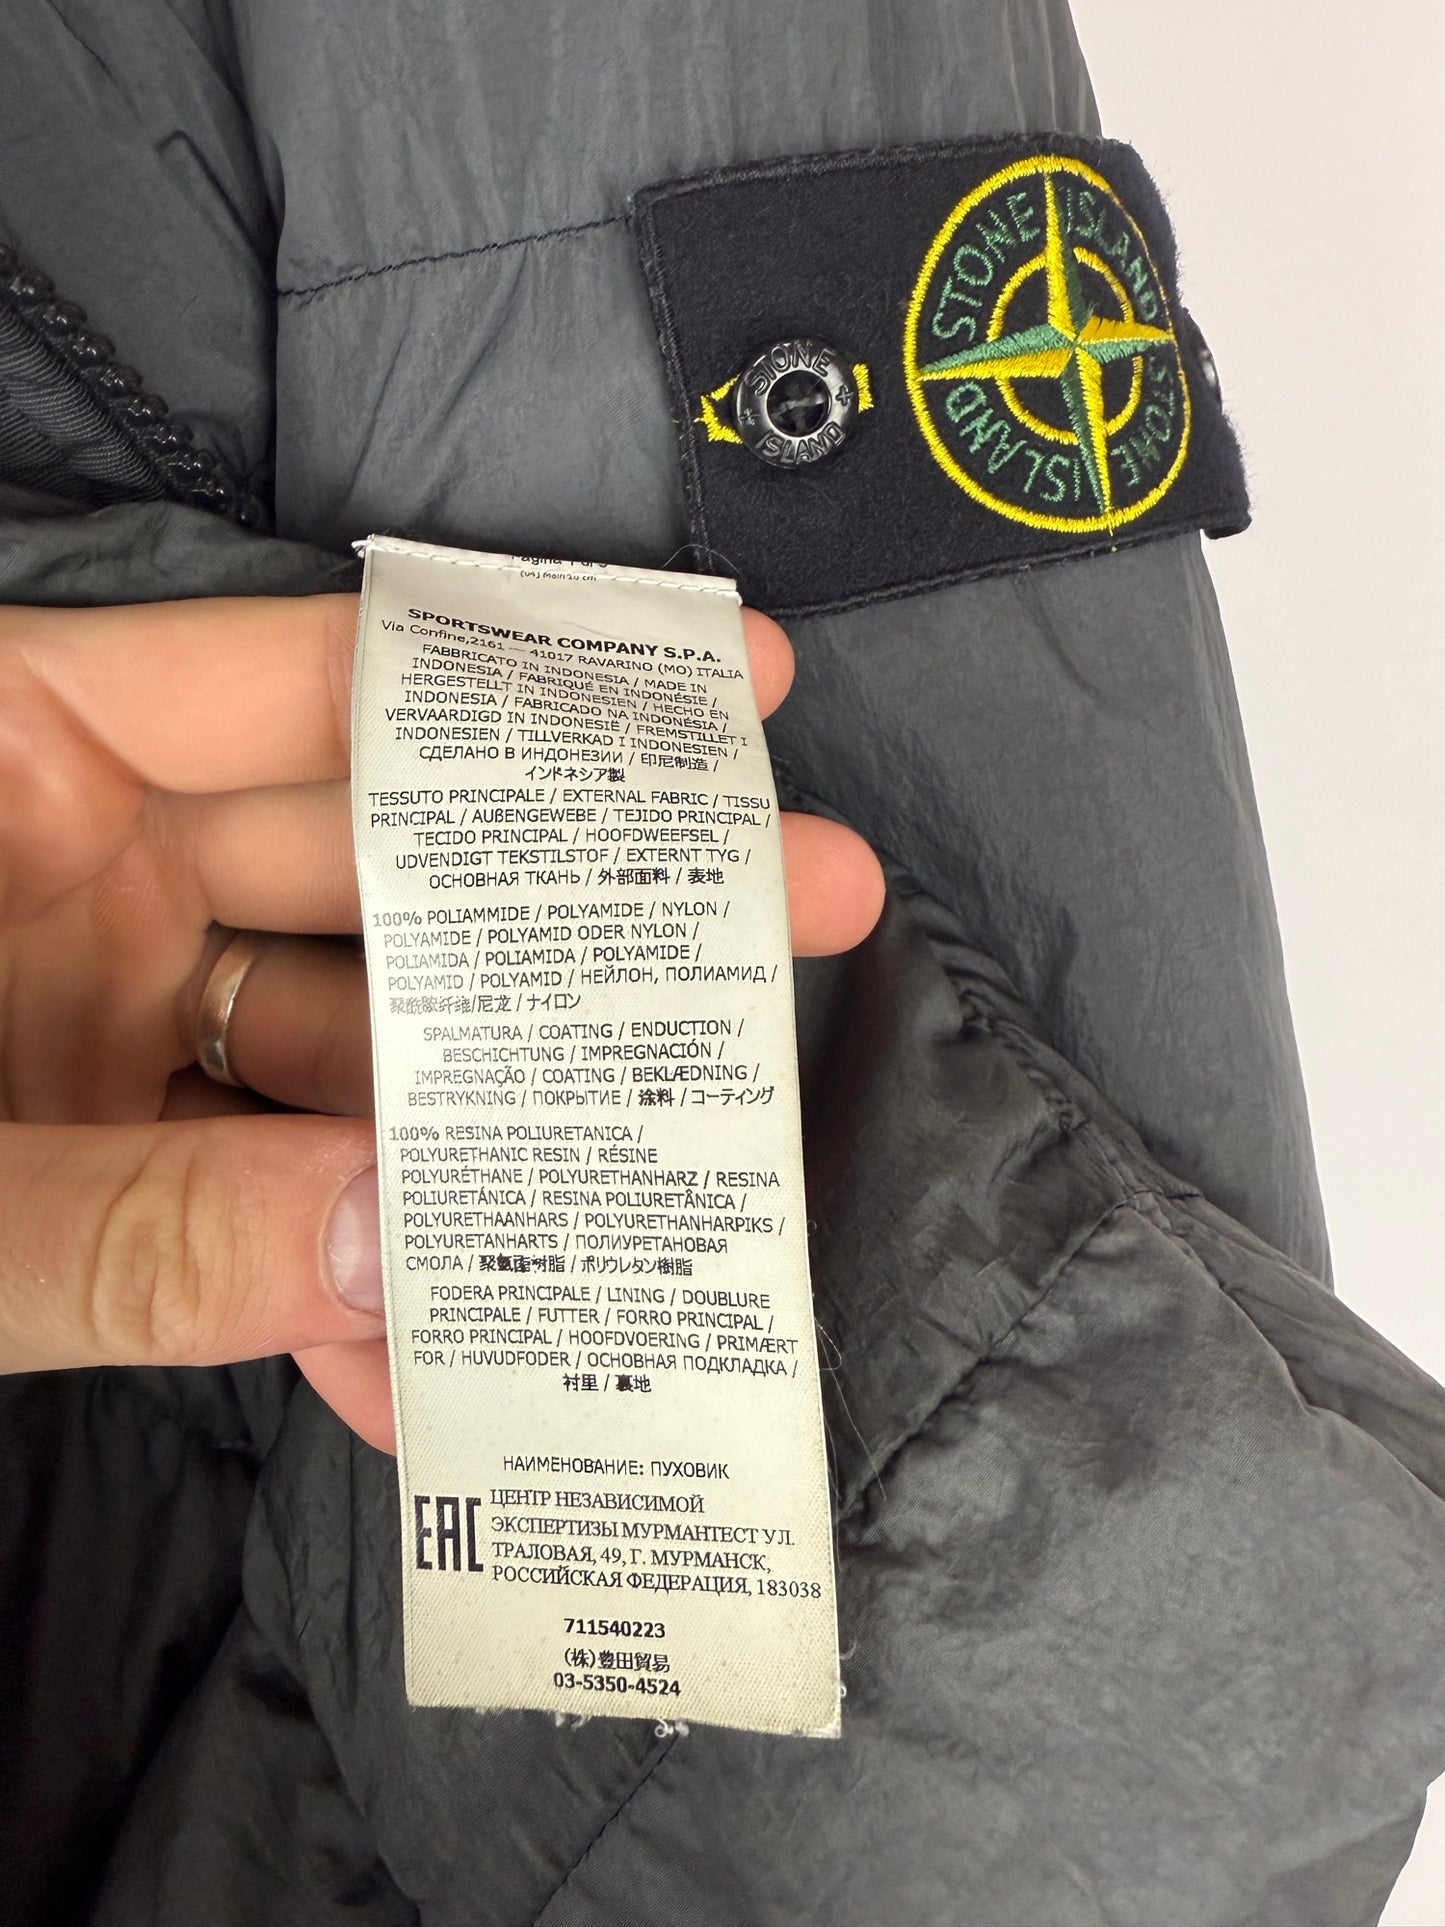 STONE ISLAND
STONE ISLAND
STONE
ISLAND
Pagina 1 di 3
(04) Main 20 cm
SPORTSWEAR COMPANY S.P.A.
Via Confine,2161 — 41017 RAVARINO (MO) ITALIA
FABBRICATO IN INDONESIA / MADE IN
INDONESIA / FABRIQUÉ EN INDONÉSIE /
HERGESTELLT IN INDONESIEN / HECHO EN
INDONESIA / FABRICADO NA INDONÉSIA /
VERVAARDIGD IN INDONESIË / FREMSTILLET I
INDONESIEN / TILLVERKAD I INDONESIEN /
СДЕЛАНО В ИНДОНЕЗИИ / 印尼制造 /
インドネシア製
TESSUTO PRINCIPALE / EXTERNAL FABRIC / TISSU
PRINCIPAL / AUßENGEWEBE / TEJIDO PRINCIPAL /
TECIDO PRINCIPAL / HOOFDWEEFSEL /
UDVENDIGT TEKSTILSTOF / EXTERNT TYG /
ОСНОВНАЯ ТКАНЬ / 外部面料 / 表地
100% POLIAMMIDE / POLYAMIDE / NYLON /
POLYAMIDE / POLYAMID ODER NYLON /
POLIAMIDA / POLIAMIDA / POLYAMIDE /
POLYAMID / POLYAMID / НЕЙЛОН, ПОЛИАМИД /
聚酰胺纤维/尼龙 / ナイロン
SPALMATURA / COATING / ENDUCTION /
BESCHICHTUNG / IMPREGNACIÓN /
IMPREGNAÇÃO / COATING / BEKLÆDNING /
BESTRYKNING / ПОКРЫТИЕ / 涂料 / コーティング
100% RESINA POLIURETANICA /
POLYURETHANIC RESIN / RÉSINE
POLYURÉTHANE / POLYURETHANHARZ / RESINA
POLIURETÁNICA / RESINA POLIURETÂNICA /
POLYURETHAANHARS / POLYURETHANHARPIKS /
POLYURETANHARTS / ПОЛИУРЕТАНОВАЯ
СМОЛА / 聚氨酯树脂 / ポリウレタン樹脂
FODERA PRINCIPALE / LINING / DOUBLURE
PRINCIPALE / FUTTER / FORRO PRINCIPAL /
FORRO PRINCIPAL / HOOFDVOERING / PRIMÆRT
FOR / HUVUDFODER / ОСНОВНАЯ ПОДКЛАДКА /
衬里 / 裏地
НАИМЕНОВАНИЕ: ПУХОВИК
EAC ЦЕНТР НЕЗАВИСИМОЙ
ЭКСПЕРТИЗЫ МУРМАНТЕСТ УЛ.
ТРАЛОВАЯ, 49, Г. МУРМАНСК,
РОССИЙСКАЯ ФЕДЕРАЦИЯ, 183038
711540223
(株)豊田貿易
03-5350-4524